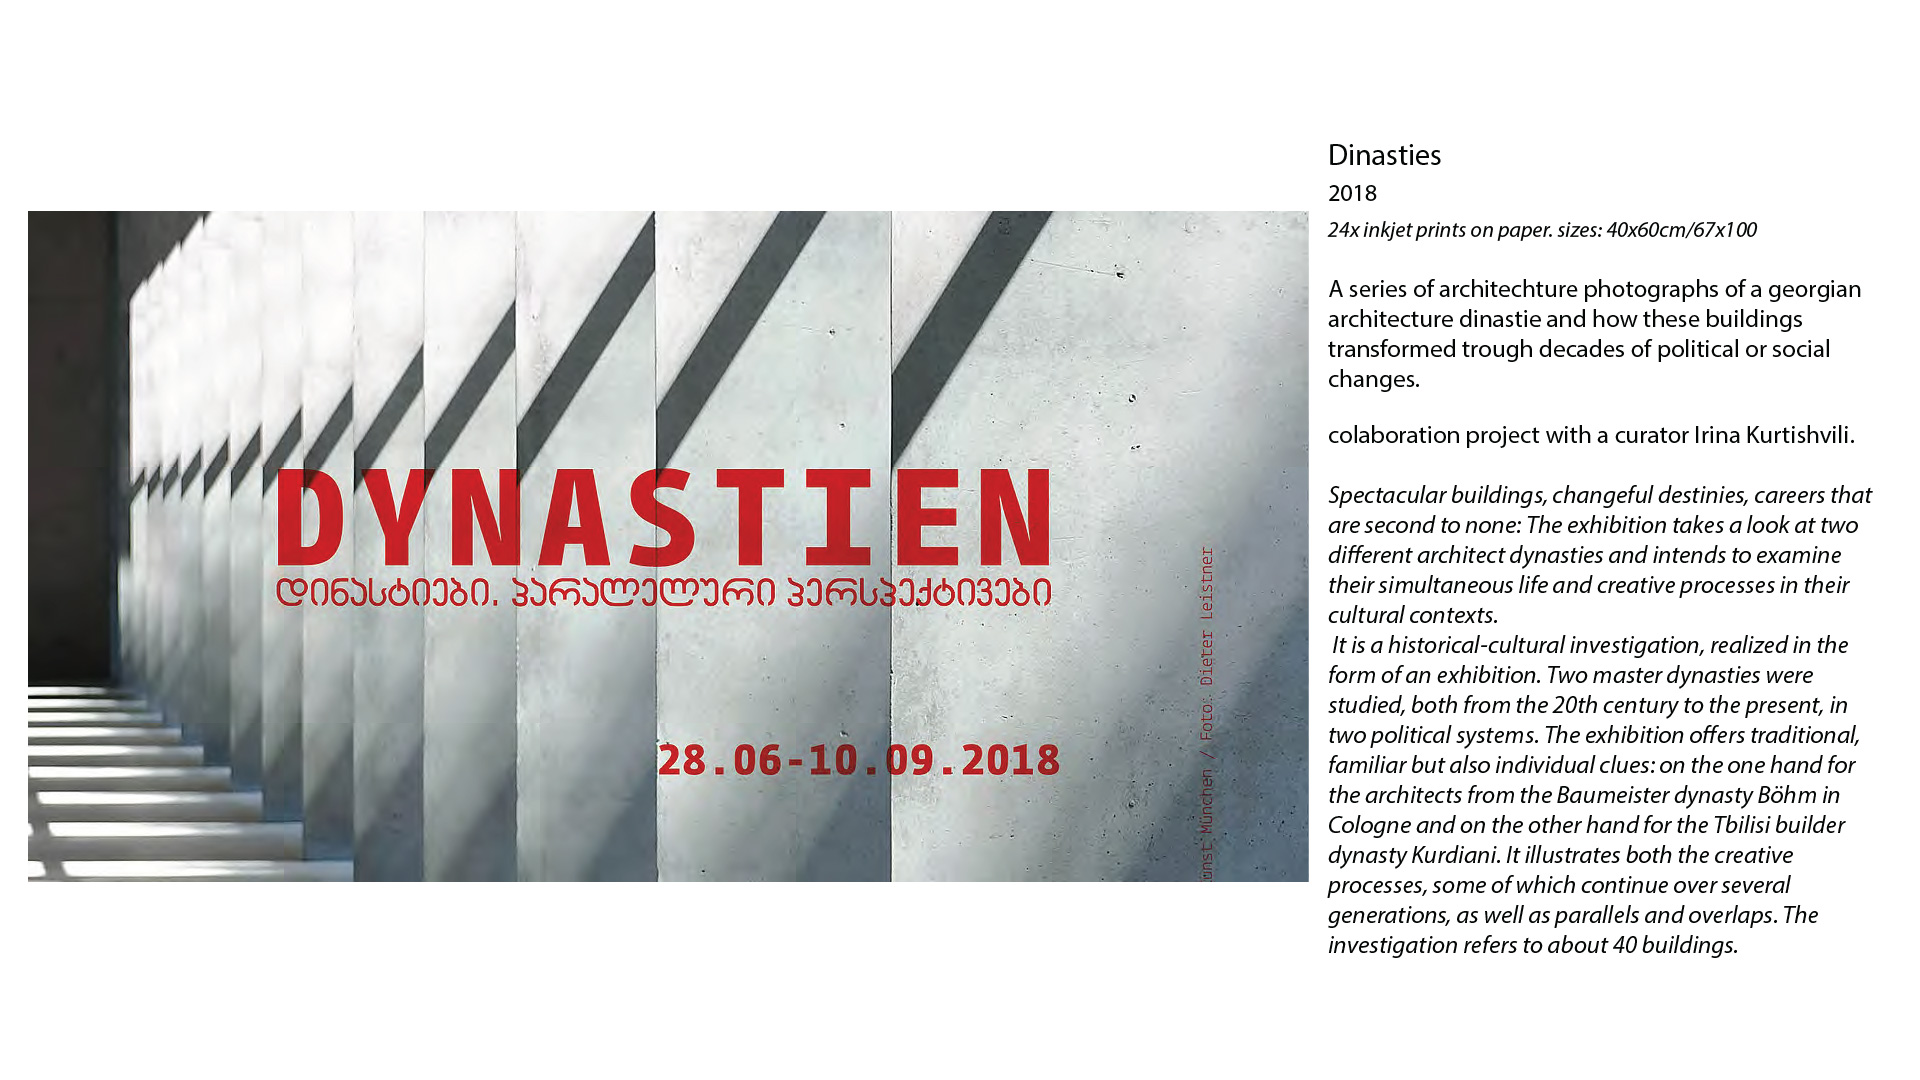 DYNASTIEN
დინასტიები. პარალელური პერსპექტივები
28.06-10.09.2018
München / Foto: Dieter Leistner
Dinasties
2018
24x inkjet prints on paper. sizes: 40x60cm/67x100
A series of architechture photographs of a georgian
architecture dinastie and how these buildings
transformed trough decades of political or social
changes.
colaboration project with a curator Irina Kurtishvili.
Spectacular buildings, changeful destinies, careers that
are second to none: The exhibition takes a look at two
different architect dynasties and intends to examine
their simultaneous life and creative processes in their
cultural contexts.
It is a historical-cultural investigation, realized in the
form of an exhibition. Two master dynasties were
studied, both from the 20th century to the present, in
two political systems. The exhibition offers traditional,
familiar but also individual clues: on the one hand for
the architects from the Baumeister dynasty Böhm in
Cologne and on the other hand for the Tbilisi builder
dynasty Kurdiani. It illustrates both the creative
processes, some of which continue over several
generations, as well as parallels and overlaps. The
investigation refers to about 40 buildings.